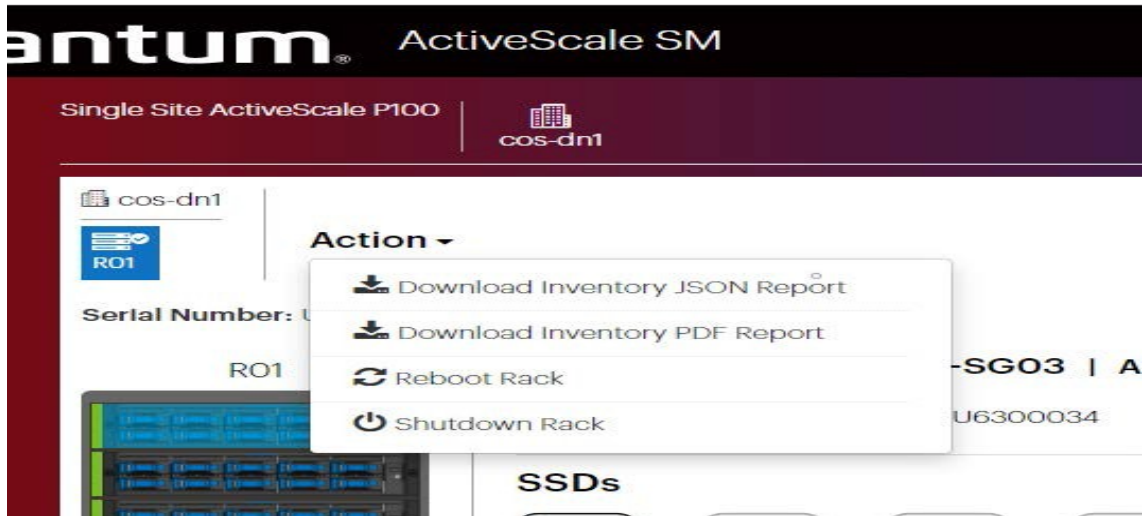 antum®
ActiveScale SM
Single Site ActiveScale P100
cos-dn1
cos-dn1
RO1
Action
Download Inventory JSON Report
Download Inventory PDF Report
Reboot Rack
Shutdown Rack
Serial Number: U
RO1
-SG03 | A
U6300034
SSDs